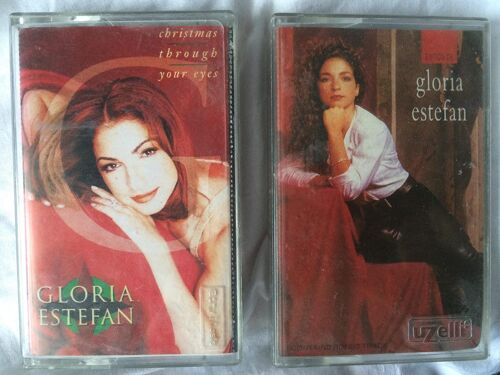 christmas
through
your eyes
GLORIA
ESTEFAN
gloria
estefan
uzelli